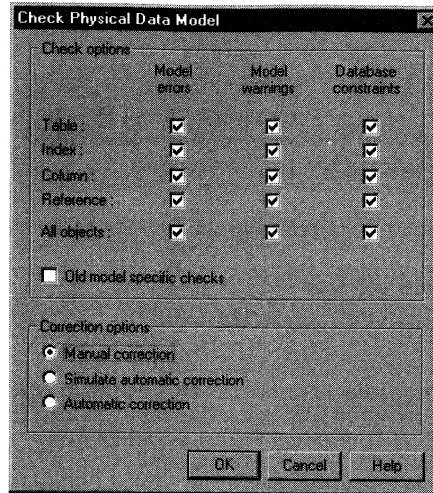 Check Physical Data Model
Check options
Model errors
Model warnings
Database constraints
Table :
Index :
Column :
Reference :
All objects :
Old model specific checks
Correction options
Manual correction
Simulate automatic correction
Automatic correction
OK
Cancel
Help